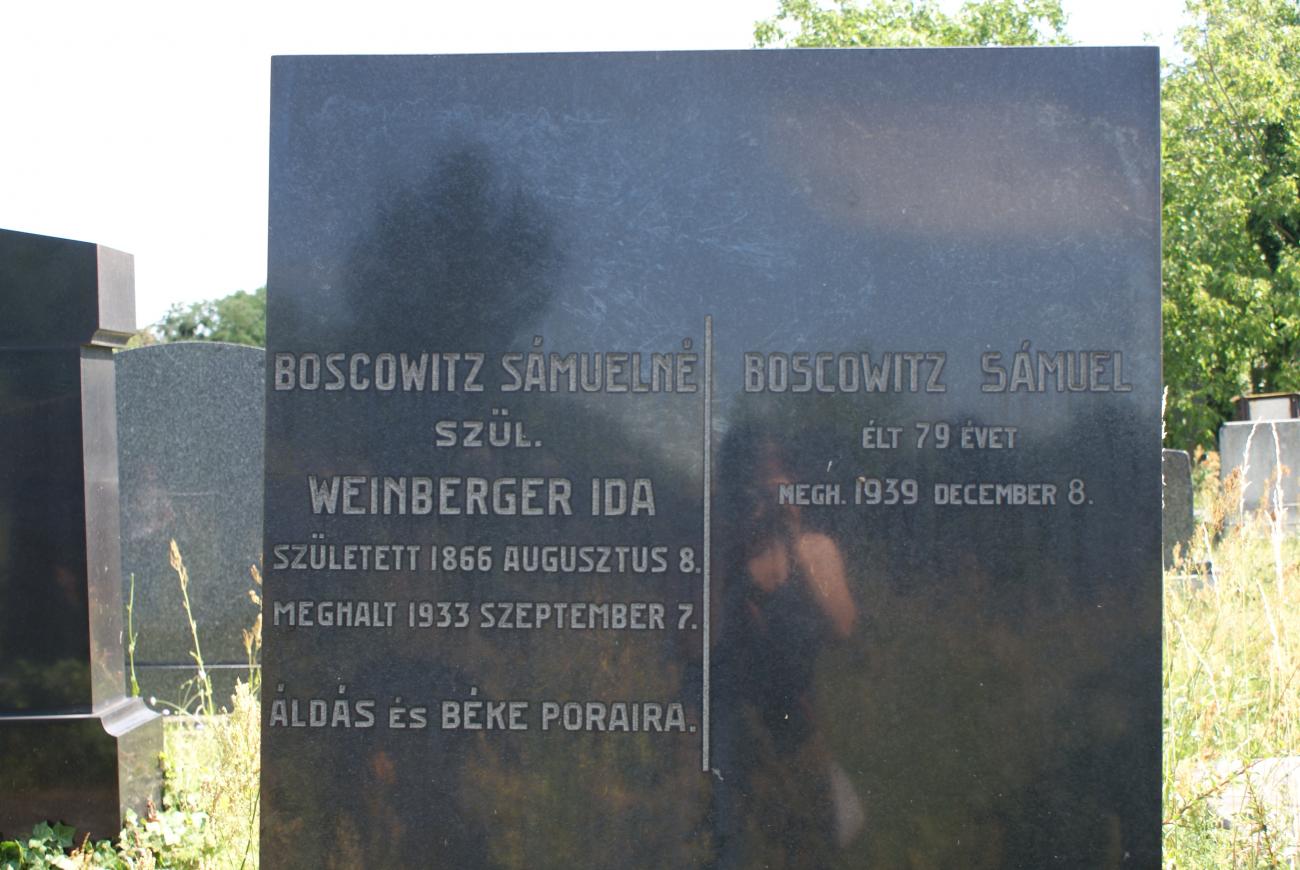 BOSCOWITZ SÁMUELNÉ
SZÜL.
WEINBERGER IDA
SZÜLETETT 1866 AUGUSZTUS 8.
MEGHALT 1933 SZEPTEMBER 7.
ÁLDÁS és BÉKE PORAIRA.
BOSCOWITZ SÁMUEL
ÉLT 79 ÉVET
MEGH. 1939 DECEMBER 8.